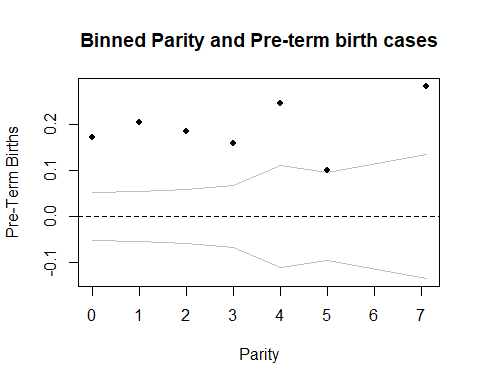 Binned Parity and Pre-term birth cases
Pre-Term Births
0.2
0.1
0.0
-0.1
0 1 2 3 4 5 6 7
Parity